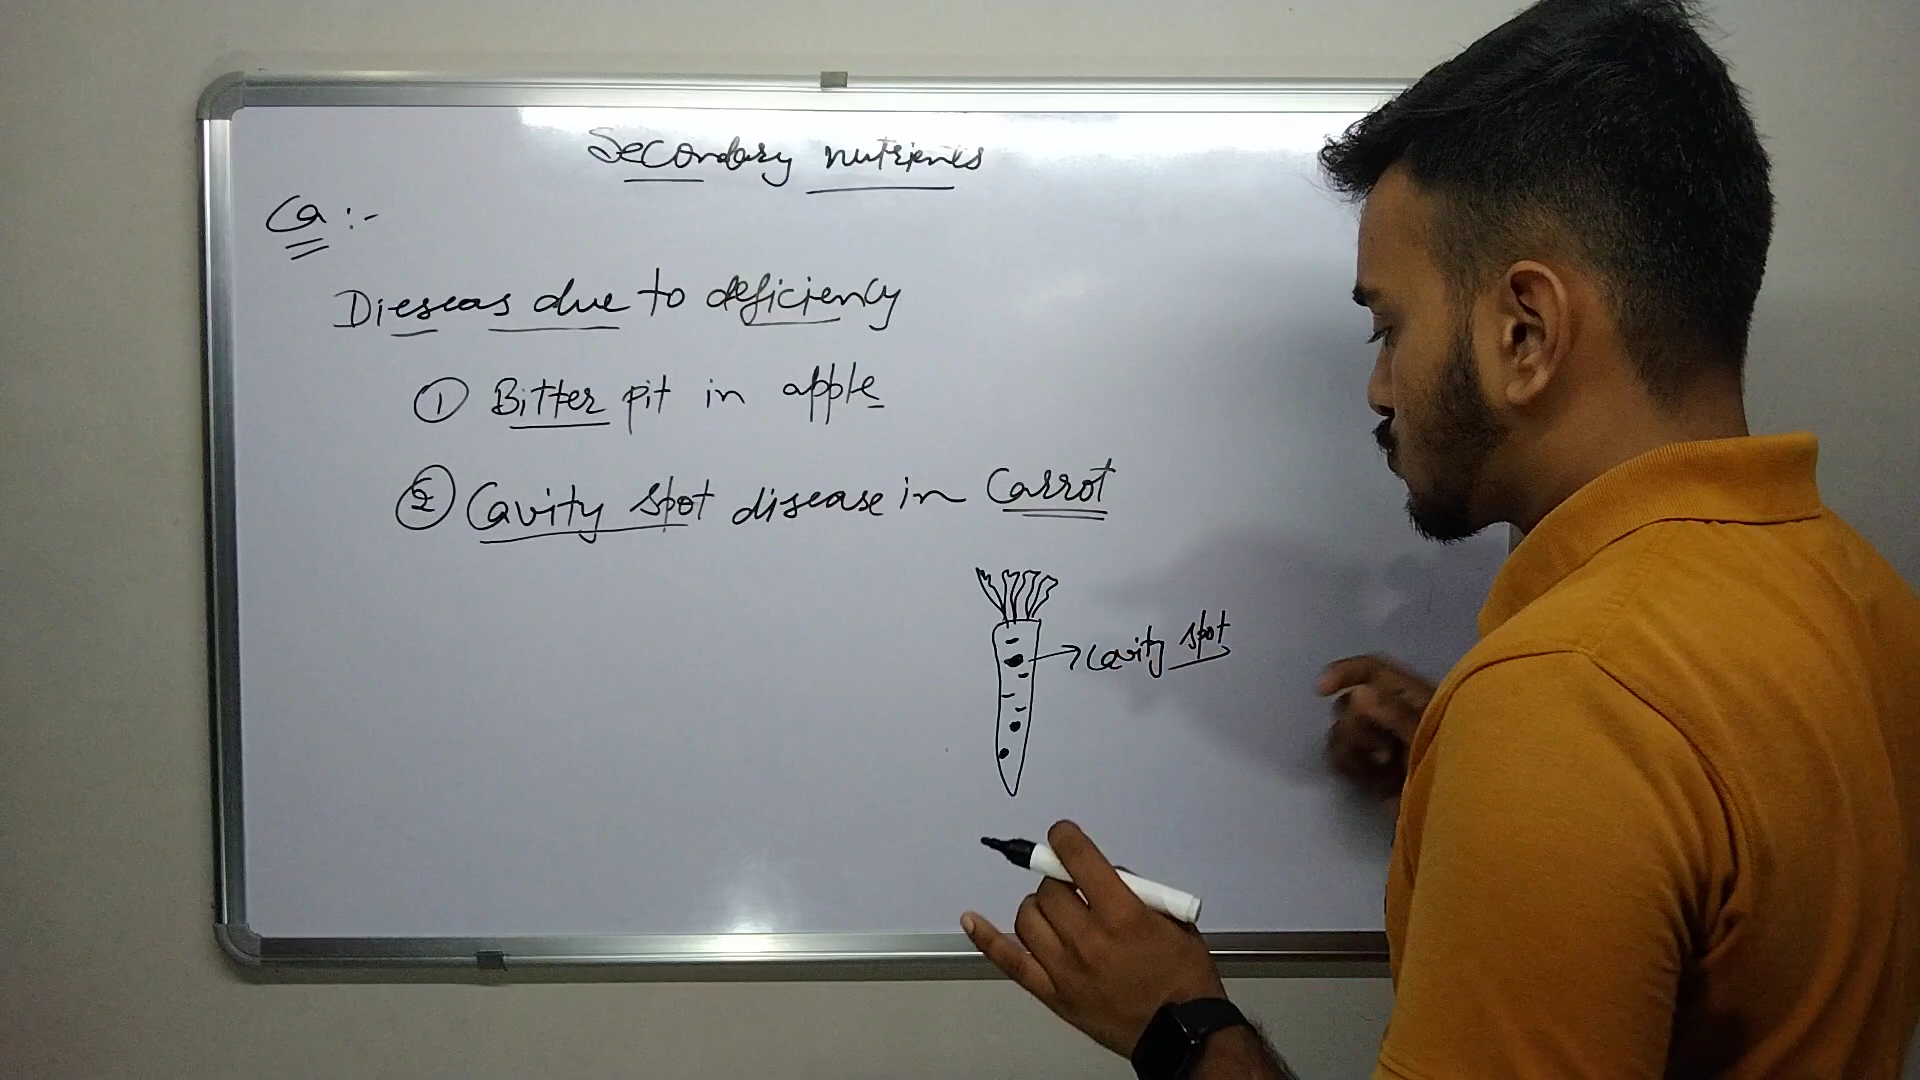 Secondary nutrients
Ca :-
Dieseas due to deficiency
① Bitter pit in apple
② Cavity spot disease in Carrot
→ Cavity spot